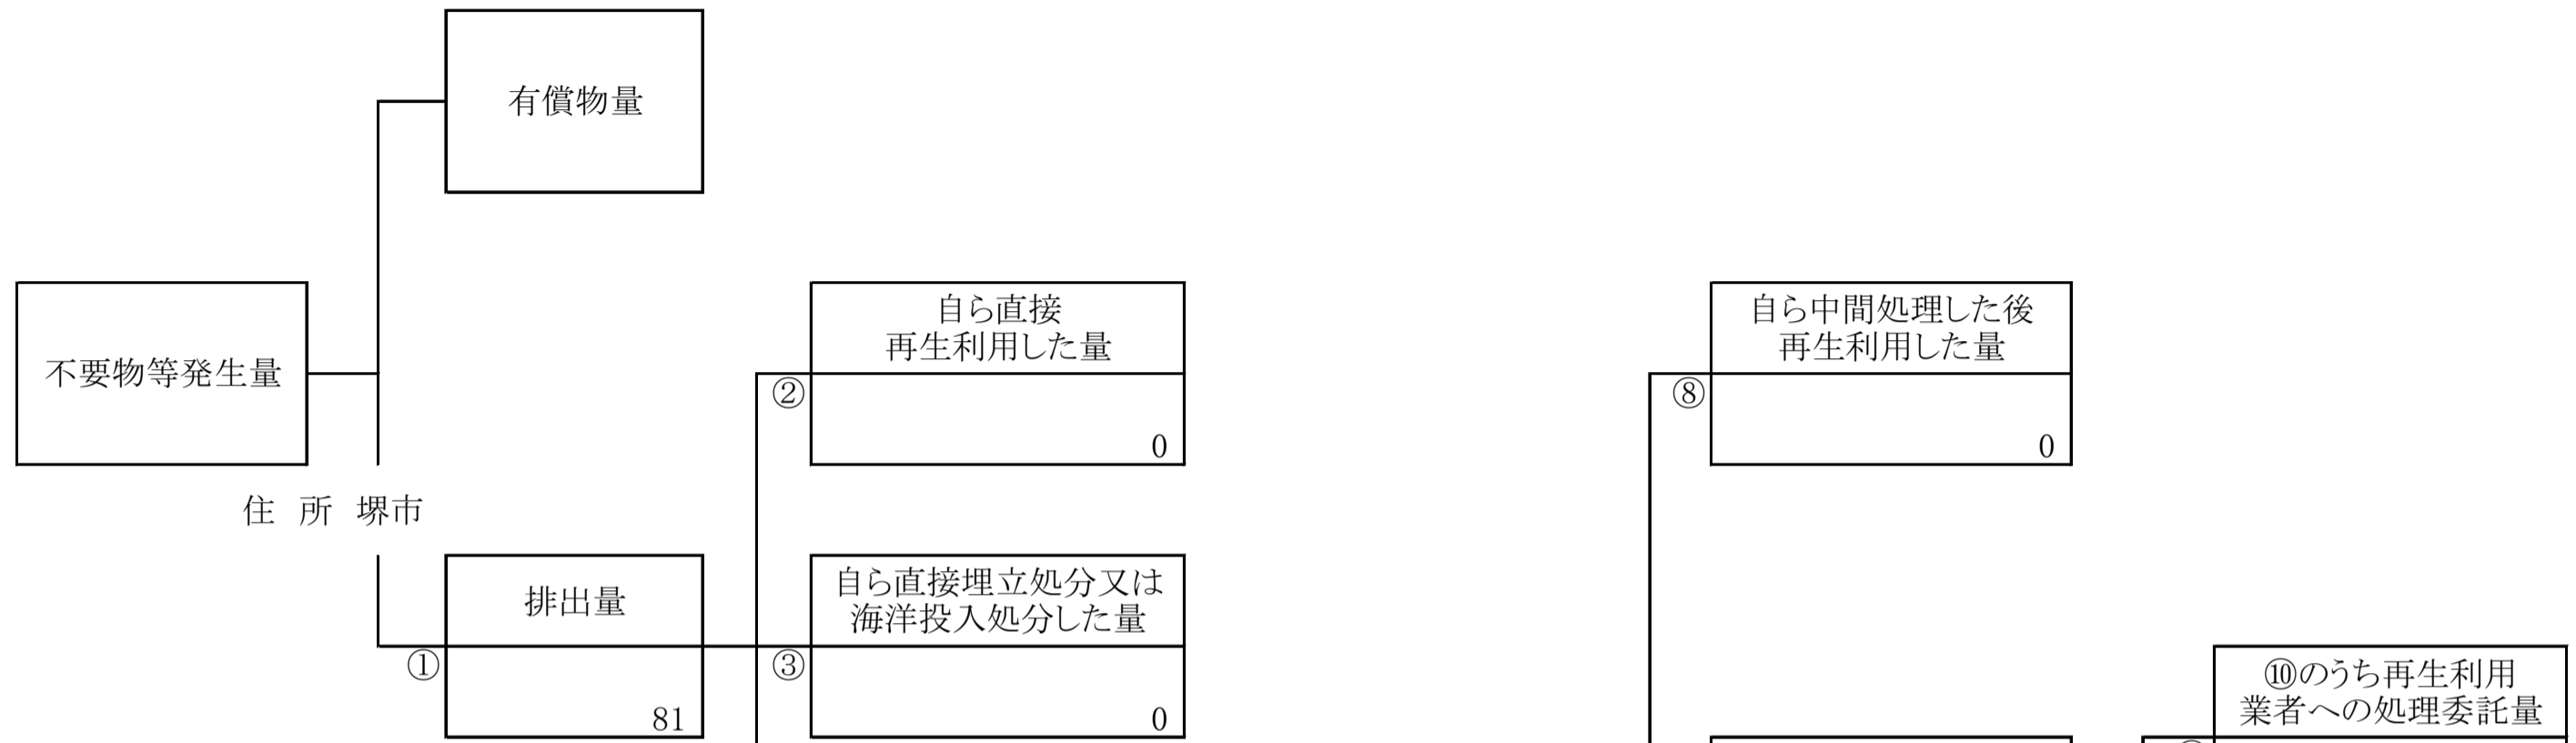 有償物量
不要物等発生量
自ら直接
再生利用した量
②
0
自ら中間処理した後
再生利用した量
⑧
0
住 所 堺市
排出量
①
81
自ら直接埋立処分又は
海洋投入処分した量
③
0
⑩のうち再生利用
業者への処理委託量